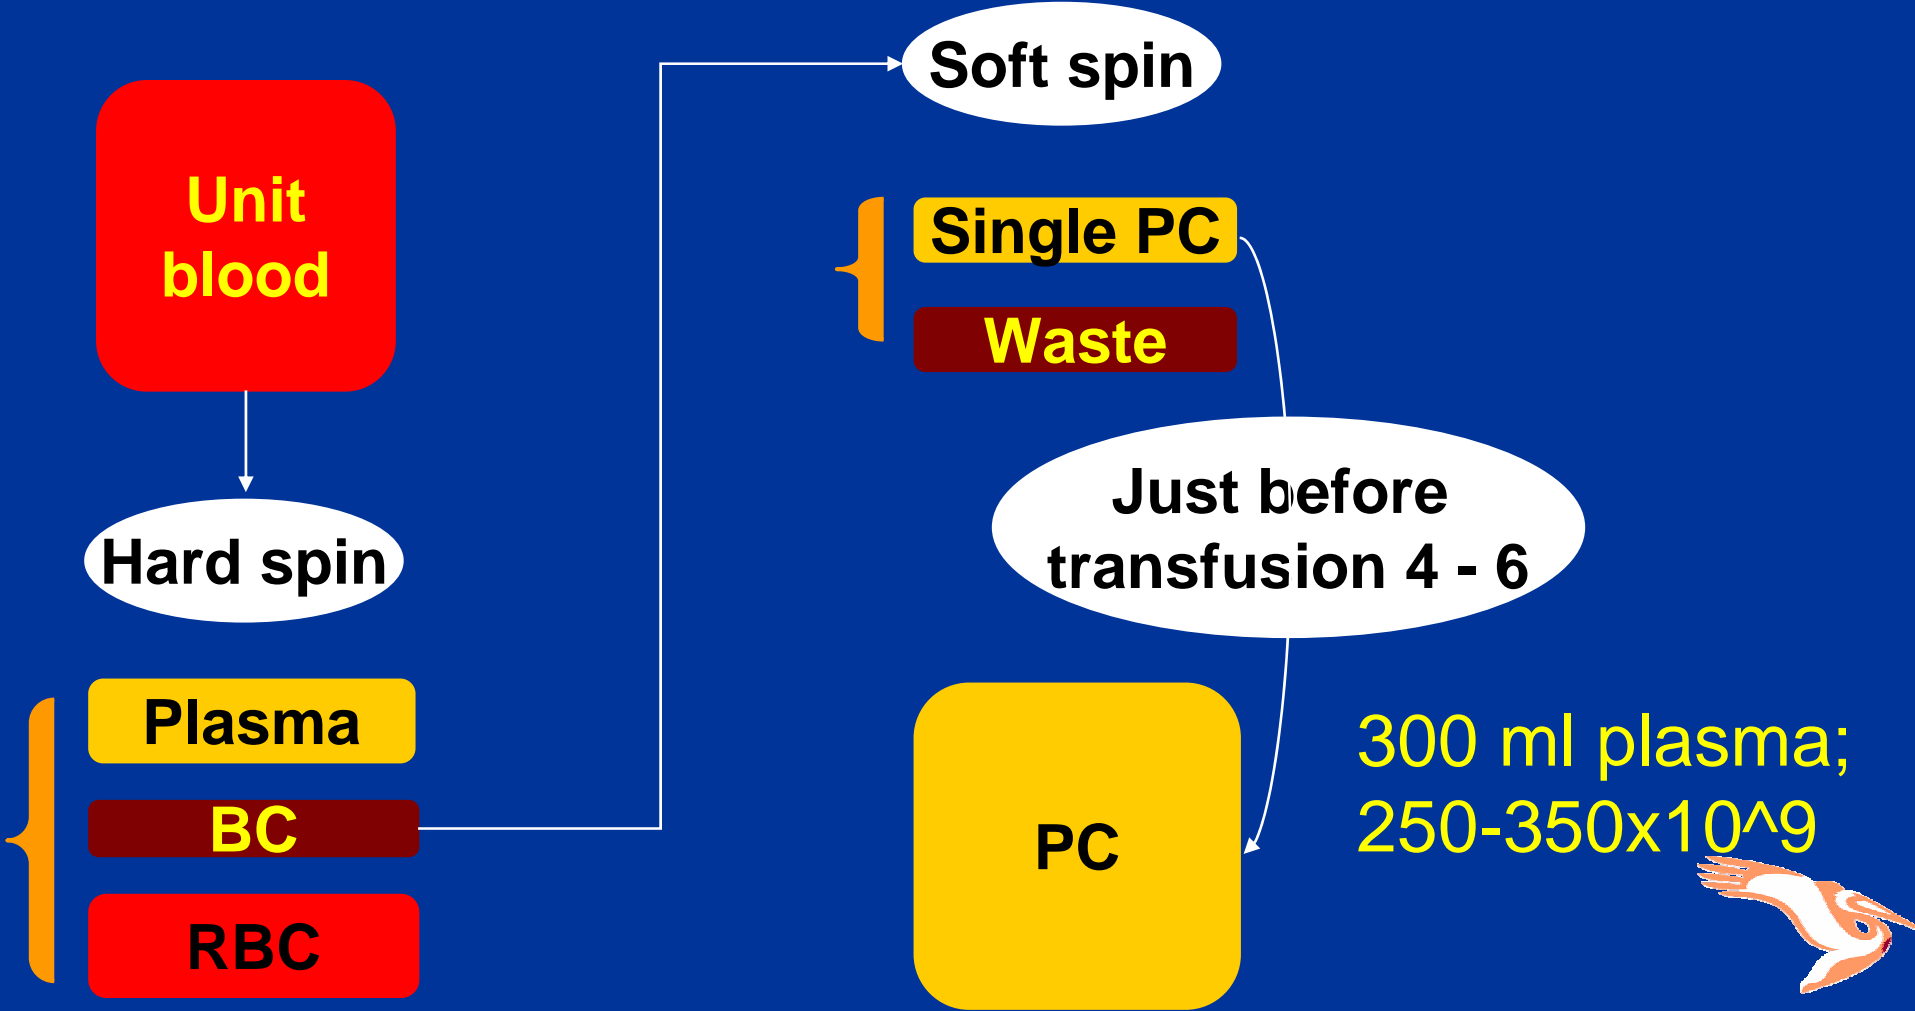 Unit
blood
Hard spin
Plasma
BC
RBC
Soft spin
Single PC
Waste
Just before
transfusion 4 - 6
PC
300 ml plasma;
250-350x10^9